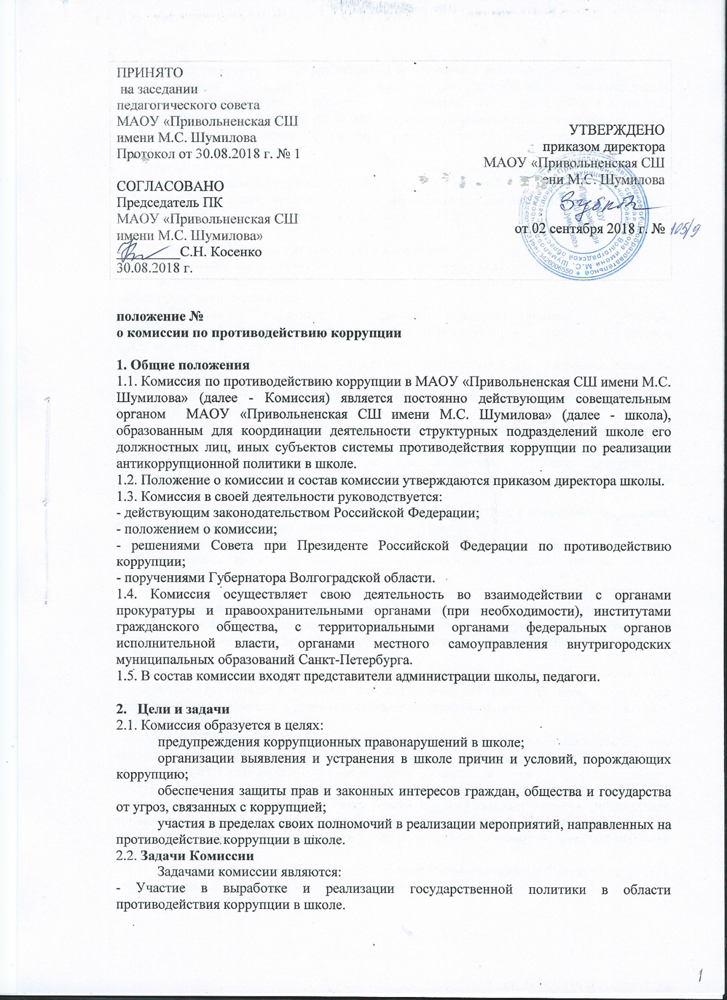 ПРИНЯТО
на заседании
педагогического совета
МАОУ «Привольненская СШ
имени М.С. Шумилова
Протокол от 30.08.2018 г. № 1
СОГЛАСОВАНО
Председатель ПК
МАОУ «Привольненская СШ
имени М.С. Шумилова»
_________С.Н. Косенко
30.08.2018 г.
УТВЕРЖДЕНО
приказом директора
МАОУ «Привольненская СШ
ени М.С. Шумилова
от 02 сентября 2018 г. № 105/9
положение №
о комиссии по противодействию коррупции
1. Общие положения
1.1. Комиссия по противодействию коррупции в МАОУ «Привольненская СШ имени М.С.
Шумилова» (далее - Комиссия) является постоянно действующим совещательным
органом МАОУ «Привольненская СШ имени М.С. Шумилова» (далее - школа),
образованным для координации деятельности структурных подразделений школе его
должностных лиц, иных субъектов системы противодействия коррупции по реализации
антикоррупционной политики в школе.
1.2. Положение о комиссии и состав комиссии утверждаются приказом директора школы.
1.3. Комиссия в своей деятельности руководствуется:
- действующим законодательством Российской Федерации;
- положением о комиссии;
- решениями Совета при Президенте Российской Федерации по противодействию
коррупции;
- поручениями Губернатора Волгоградской области.
1.4. Комиссия осуществляет свою деятельность во взаимодействии с органами
прокуратуры и правоохранительными органами (при необходимости), институтами
гражданского общества, с территориальными органами федеральных органов
исполнительной власти, органами местного самоуправления внутригородских
муниципальных образований Санкт-Петербурга.
1.5. В состав комиссии входят представители администрации школы, педагоги.
2. Цели и задачи
2.1. Комиссия образуется в целях:
предупреждения коррупционных правонарушений в школе;
организации выявления и устранения в школе причин и условий, порождающих
коррупцию;
обеспечения защиты прав и законных интересов граждан, общества и государства
от угроз, связанных с коррупцией;
участия в пределах своих полномочий в реализации мероприятий, направленных на
противодействие коррупции в школе.
2.2. Задачи Комиссии
Задачами комиссии являются:
- Участие в выработке и реализации государственной политики в области
противодействия коррупции в школе.
1